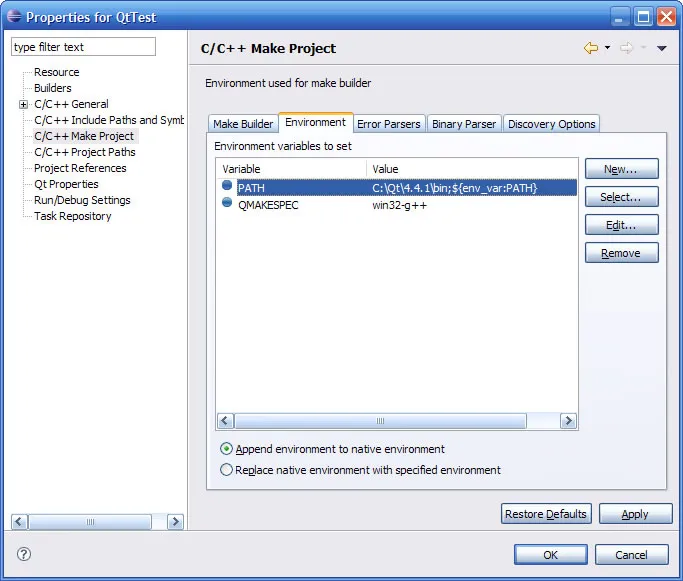 Properties for QtTest
type filter text
Resource
Builders
C/C++ General
C/C++ Include Paths and Symb
C/C++ Make Project
C/C++ Project Paths
Project References
Qt Properties
Run/Debug Settings
Task Repository
C/C++ Make Project
Environment used for make builder
Make Builder Environment Error Parsers Binary Parser Discovery Options
Environment variables to set
Variable Value
PATH C:\Qt\4.4.1\bin;${env_var:PATH}
QMAKESPEC win32-g++
New...
Select...
Edit...
Remove
Append environment to native environment
Replace native environment with specified environment
Restore Defaults Apply
? OK Cancel